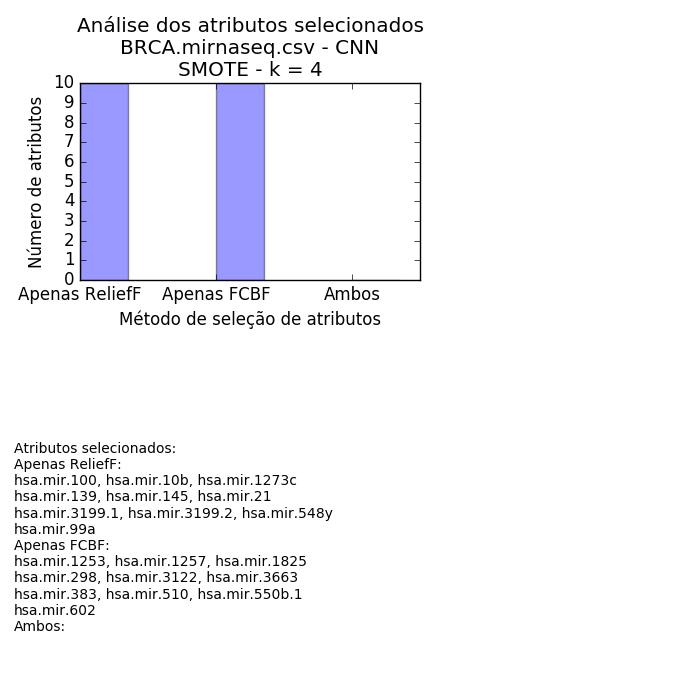 Análise dos atributos selecionados
BRCA.mirnaseq.csv - CNN
SMOTE - k = 4
10
9
8
7
6
5
4
3
2
1
0
Número de atributos
Apenas ReliefF
Apenas FCBF
Ambos
Método de seleção de atributos
Atributos selecionados:
Apenas ReliefF:
hsa.mir.100, hsa.mir.10b, hsa.mir.1273c
hsa.mir.139, hsa.mir.145, hsa.mir.21
hsa.mir.3199.1, hsa.mir.3199.2, hsa.mir.548y
hsa.mir.99a
Apenas FCBF:
hsa.mir.1253, hsa.mir.1257, hsa.mir.1825
hsa.mir.298, hsa.mir.3122, hsa.mir.3663
hsa.mir.383, hsa.mir.510, hsa.mir.550b.1
hsa.mir.602
Ambos: